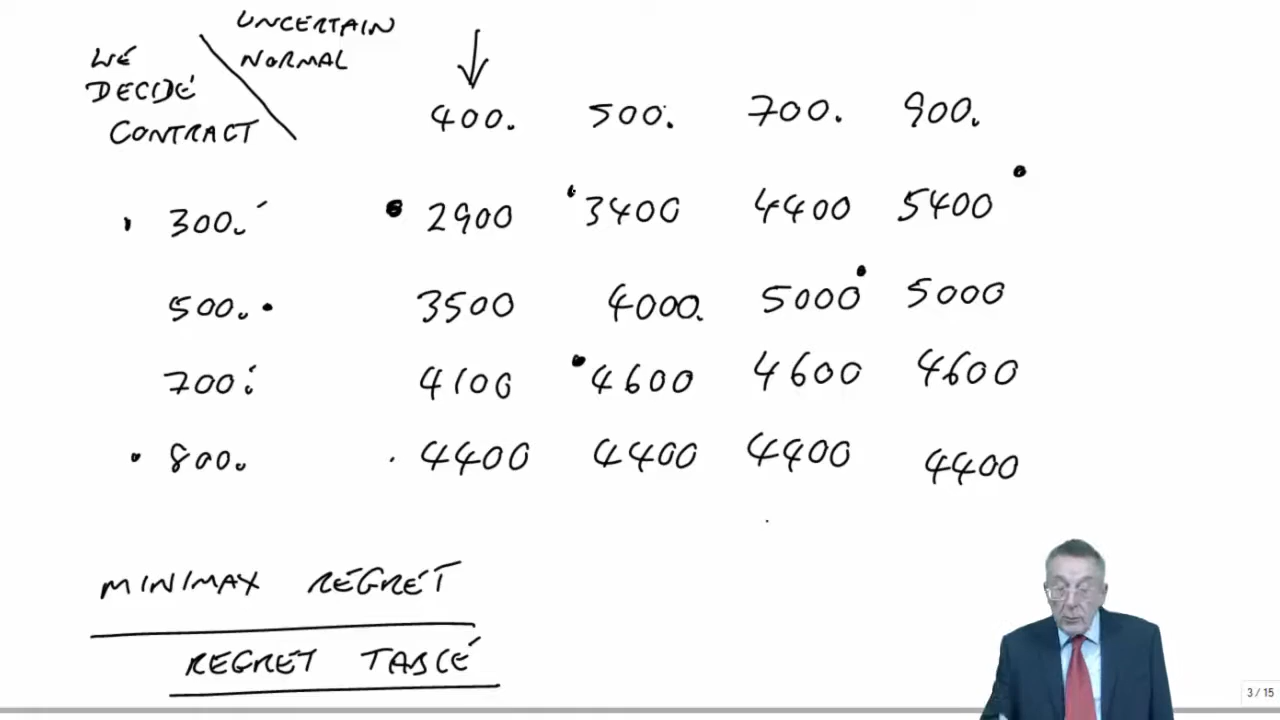 UNCERTAIN
NORMAL
WE
DECIDE
CONTRACT
400. 500. 700. 900.
300. 2900 3400 4400 5400
500. 3500 4000. 5000 5000
700. 4100 4600 4600 4600
800. 4400 4400 4400 4400
MINIMAX REGRET
REGRET TABLE
3 / 15